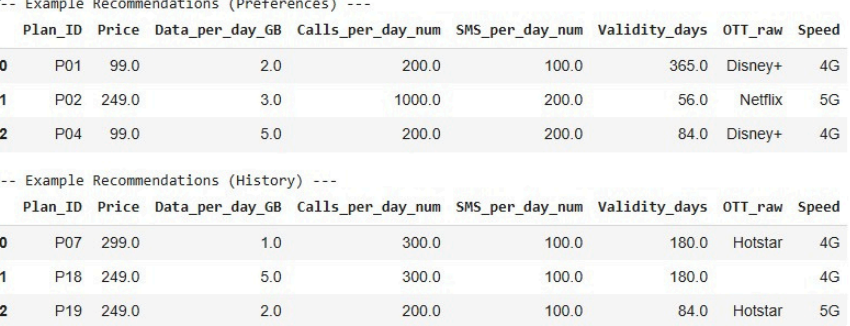 -- Example Recommendations (Preferences) ---
Plan_ID Price Data_per_day_GB Calls_per_day_num SMS_per_day_num Validity_days OTT_raw Speed
0 P01 99.0 2.0 200.0 100.0 365.0 Disney+ 4G
1 P02 249.0 3.0 1000.0 200.0 56.0 Netflix 5G
2 P04 99.0 5.0 200.0 200.0 84.0 Disney+ 4G
-- Example Recommendations (History) ---
Plan_ID Price Data_per_day_GB Calls_per_day_num SMS_per_day_num Validity_days OTT_raw Speed
0 P07 299.0 1.0 300.0 100.0 180.0 Hotstar 4G
1 P18 249.0 5.0 300.0 100.0 180.0 4G
2 P19 249.0 2.0 200.0 100.0 84.0 Hotstar 5G